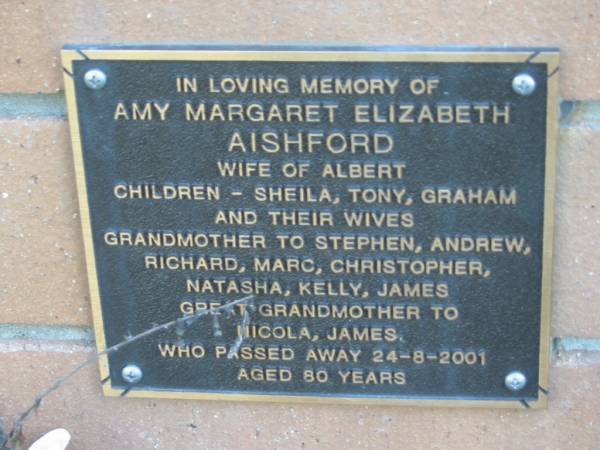 IN LOVING MEMORY OF
AMY MARGARET ELIZABETH
AISHFORD
WIFE OF ALBERT
CHILDREN - SHEILA, TONY, GRAHAM
AND THEIR WIVES
GRANDMOTHER TO STEPHEN, ANDREW,
RICHARD, MARC, CHRISTOPHER,
NATASHA, KELLY, JAMES
GREAT GRANDMOTHER TO
NICOLA, JAMES
WHO PASSED AWAY 24-8-2001
AGED 80 YEARS